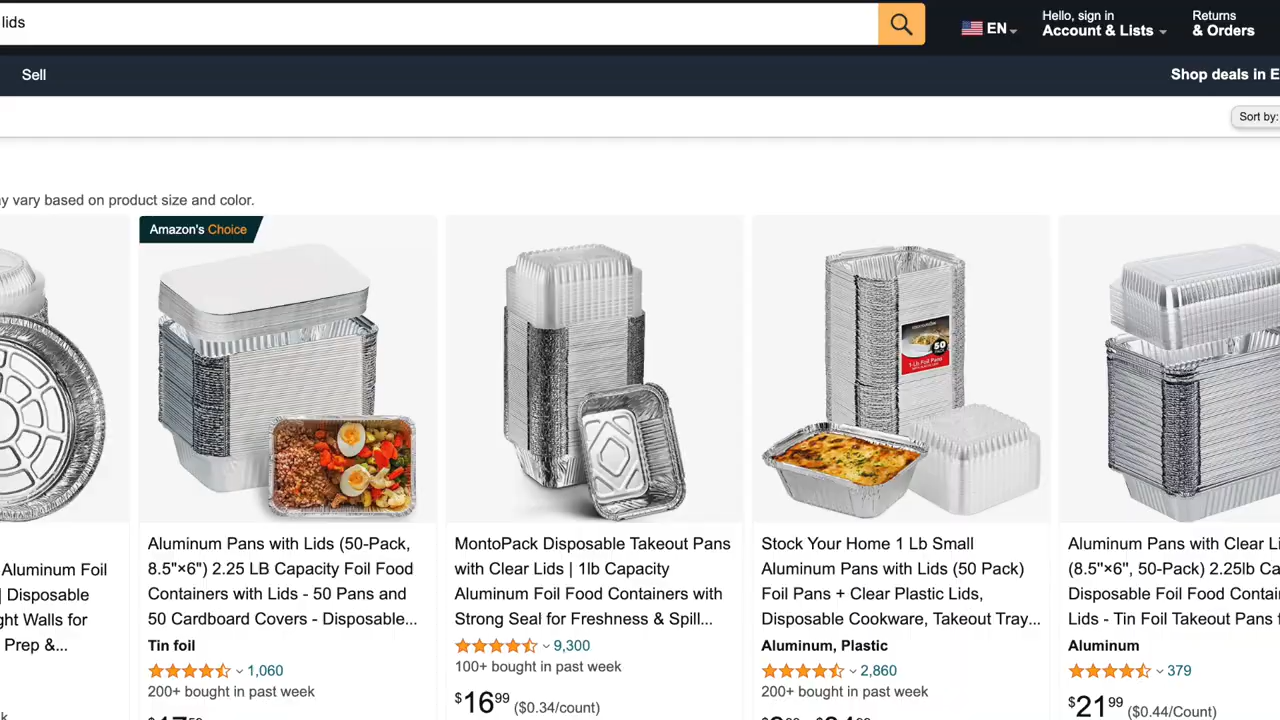 lids
EN
Hello, sign in
Account & Lists
Returns
& Orders
Sell
Shop deals in E
Sort by:
y vary based on product size and color.
Aluminum Foil
| Disposable
ght Walls for
Prep &...
Amazon's Choice
Aluminum Pans with Lids (50-Pack,
8.5"×6") 2.25 LB Capacity Foil Food
Containers with Lids - 50 Pans and
50 Cardboard Covers - Disposable...
Tin foil
1,060
200+ bought in past week
MontoPack Disposable Takeout Pans
with Clear Lids | 1lb Capacity
Aluminum Foil Food Containers with
Strong Seal for Freshness & Spill...
9,300
100+ bought in past week
$16.99 ($0.34/count)
50
1-Lb Foil Pans
Stock Your Home 1 Lb Small
Aluminum Pans with Lids (50 Pack)
Foil Pans + Clear Plastic Lids,
Disposable Cookware, Takeout Tray...
Aluminum, Plastic
2,860
200+ bought in past week
Aluminum Pans with Clear Li
(8.5"×6", 50-Pack) 2.25lb Ca
Disposable Foil Food Contai
Lids - Tin Foil Takeout Pans f
Aluminum
379
$21.99 ($0.44/Count)